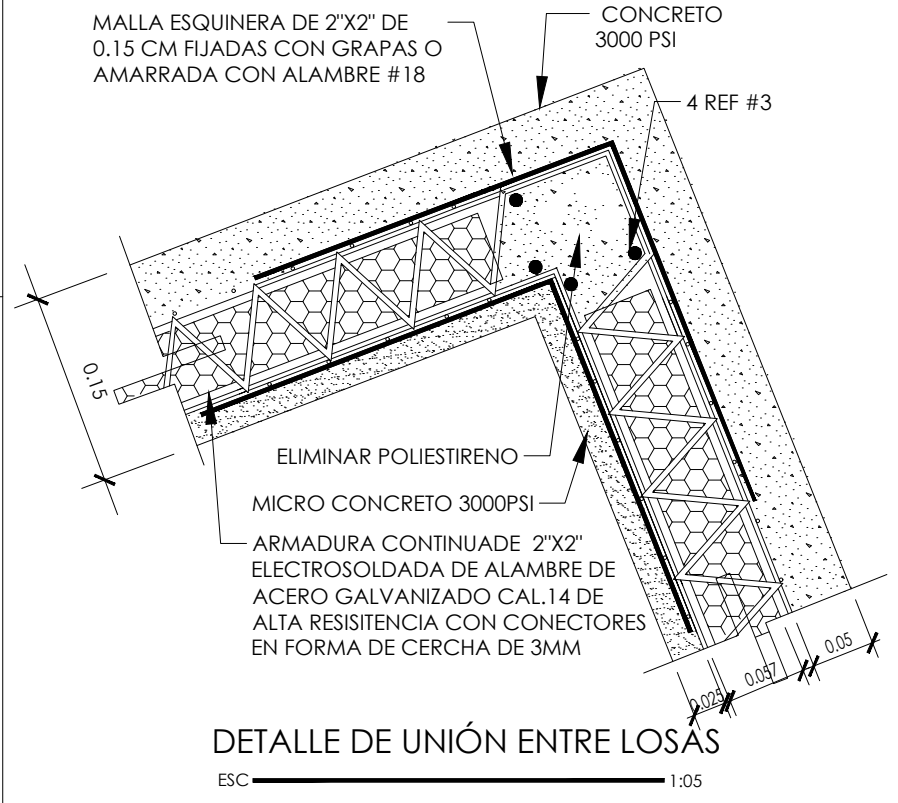 MALLA ESQUINERA DE 2"X2" DE
0.15 CM FIJADAS CON GRAPAS O
AMARRADA CON ALAMBRE #18
CONCRETO
3000 PSI
4 REF #3
0.15
ELIMINAR POLIESTIRENO
MICRO CONCRETO 3000PSI
ARMADURA CONTINUADE 2"X2"
ELECTROSOLDADA DE ALAMBRE DE
ACERO GALVANIZADO CAL.14 DE
ALTA RESISITENCIA CON CONECTORES
EN FORMA DE CERCHA DE 3MM
0.025
0.057
0.05
DETALLE DE UNIÓN ENTRE LOSAS
ESC 1:05